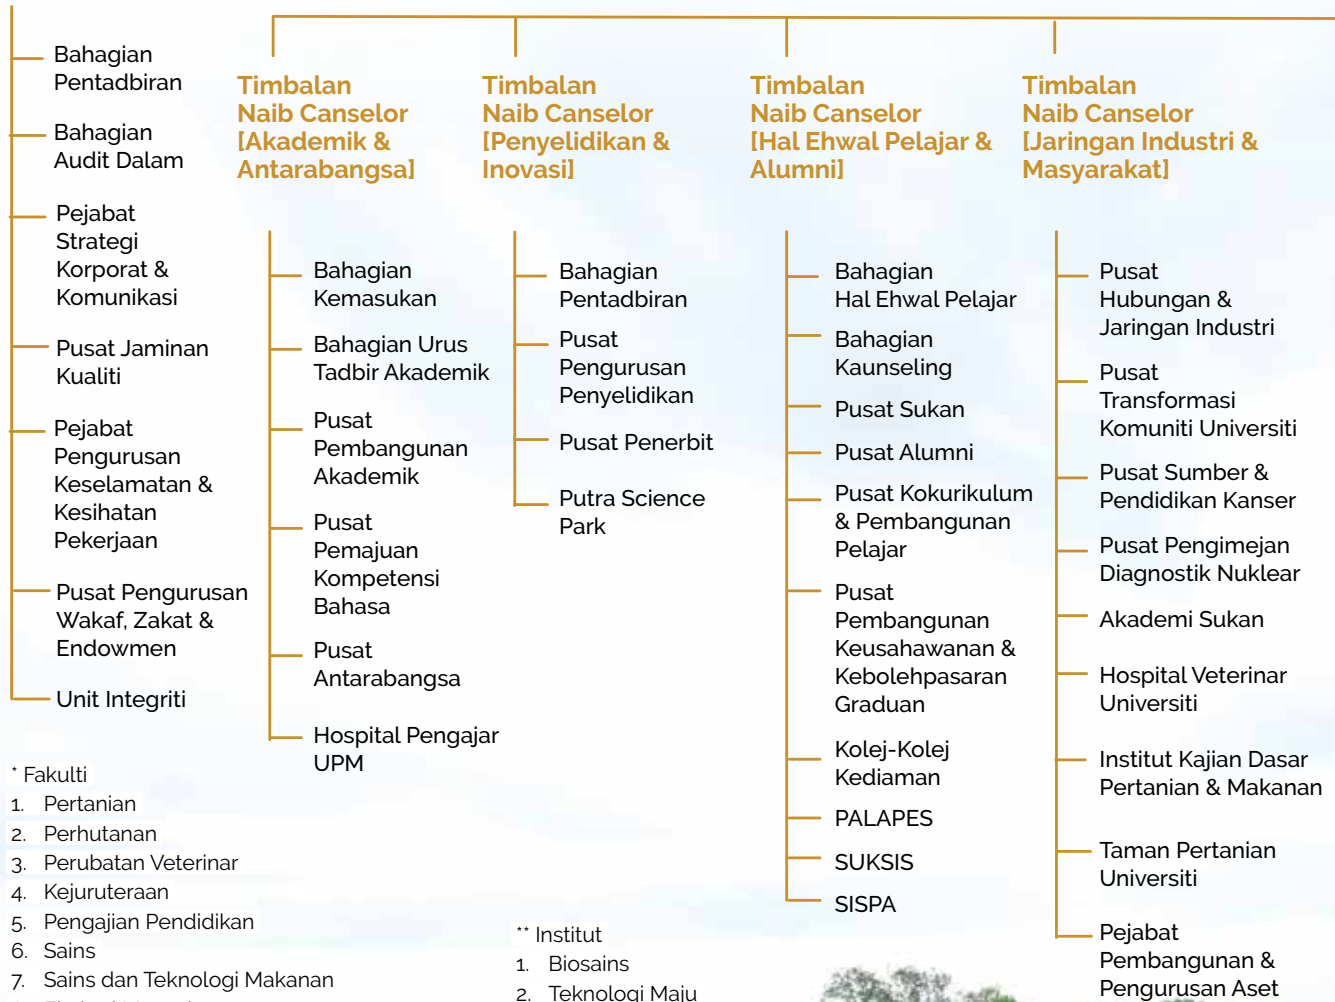 Bahagian
Pentadbiran
Bahagian
Audit Dalam
Pejabat
Strategi
Korporat &
Komunikasi
Pusat Jaminan
Kualiti
Pejabat
Pengurusan
Keselamatan &
Kesihatan
Pekerjaan
Pusat Pengurusan
Wakaf, Zakat &
Endowmen
Unit Integriti
Timbalan
Naib Canselor
[Akademik &
Antarabangsa]
Bahagian
Kemasukan
Bahagian Urus
Tadbir Akademik
Pusat
Pembangunan
Akademik
Pusat
Pemajuan
Kompetensi
Bahasa
Pusat
Antarabangsa
Hospital Pengajar
UPM
Timbalan
Naib Canselor
[Penyelidikan &
Inovasi]
Bahagian
Pentadbiran
Pusat
Pengurusan
Penyelidikan
Pusat Penerbit
Putra Science
Park
Timbalan
Naib Canselor
[Hal Ehwal Pelajar &
Alumni]
Bahagian
Hal Ehwal Pelajar
Bahagian
Kaunseling
Pusat Sukan
Pusat Alumni
Pusat Kokurikulum
& Pembangunan
Pelajar
Pusat
Pembangunan
Keusahawanan &
Kebolehpasaran
Graduan
Kolej-Kolej
Kediaman
PALAPES
SUKSIS
SISPA
Timbalan
Naib Canselor
[Jaringan Industri &
Masyarakat]
Pusat
Hubungan &
Jaringan Industri
Pusat
Transformasi
Komuniti Universiti
Pusat Sumber &
Pendidikan Kanser
Pusat Pengimejan
Diagnostik Nuklear
Akademi Sukan
Hospital Veterinar
Universiti
Institut Kajian Dasar
Pertanian & Makanan
Taman Pertanian
Universiti
Pejabat
Pembangunan &
Pengurusan Aset
* Fakulti
1. Pertanian
2. Perhutanan
3. Perubatan Veterinar
4. Kejuruteraan
5. Pengajian Pendidikan
6. Sains
7. Sains dan Teknologi Makanan
** Institut
1. Biosains
2. Teknologi Maju